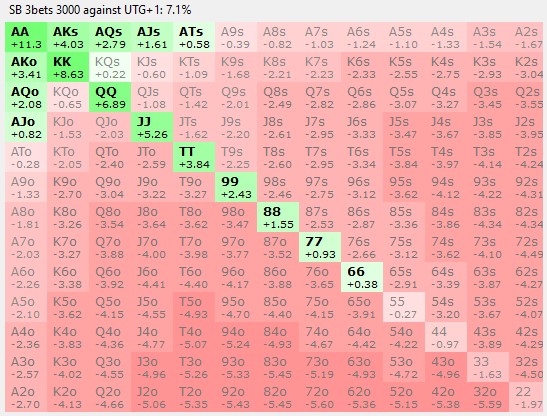 SB 3bets 3000 against UTG+1: 7.1%
AA AKs AQs AJs ATs A9s A8s A7s A6s A5s A4s A3s A2s
+11.3 +4.03 +2.79 +1.61 +0.58 -0.39 -0.82 -1.03 -1.24 -1.10 -1.33 -1.54 -1.67
AKo KK KQs KJs KTs K9s K8s K7s K6s K5s K4s K3s K2s
+3.41 +8.63 +0.22 -0.60 -1.09 -1.68 -2.21 -2.23 -2.33 -2.55 -2.75 -2.93 -3.04
AQo KQo QQ QJs QTs Q9s Q8s Q7s Q6s Q5s Q4s Q3s Q2s
+2.08 -0.65 +6.89 -1.08 -1.42 -2.01 -2.49 -2.82 -2.86 -3.07 -3.27 -3.45 -3.55
AJo KJo QJo JJ JTs J9s J8s J7s J6s J5s J4s J3s J2s
+0.82 -1.53 -2.03 +5.26 -1.62 -2.20 -2.61 -2.95 -3.33 -3.47 -3.67 -3.85 -3.95
ATo KTo QTo JTo TT T9s T8s T7s T6s T5s T4s T3s T2s
-0.28 -2.05 -2.40 -2.59 +3.84 -2.25 -2.60 -2.95 -3.34 -3.84 -3.97 -4.14 -4.24
A9o K9o Q9o J9o T9o 99 98s 97s 96s 95s 94s 93s 92s
-1.33 -2.70 -3.04 -3.22 -3.27 +2.43 -2.46 -2.75 -3.12 -3.62 -4.12 -4.22 -4.31
A8o K8o Q8o J8o T8o 98o 88 87s 86s 85s 84s 83s 82s
-1.81 -3.26 -3.54 -3.64 -3.62 -3.47 +1.55 -2.53 -2.87 -3.36 -3.86 -4.34 -4.34
A7o K7o Q7o J7o T7o 97o 87o 77 76s 75s 74s 73s 72s
-2.03 -3.27 -3.88 -4.00 -3.98 -3.77 -3.52 +0.93 -2.66 -3.12 -3.62 -4.10 -4.49
A6o K6o Q6o J6o T6o 96o 86o 76o 66 65s 64s 63s 62s
-2.26 -3.38 -3.92 -4.41 -4.40 -4.17 -3.88 -3.65 +0.38 -2.91 -3.39 -3.87 -4.27
A5o K5o Q5o J5o T5o 95o 85o 75o 65o 55 54s 53s 52s
-2.10 -3.62 -4.15 -4.55 -4.93 -4.70 -4.40 -4.15 -3.91 -0.27 -3.20 -3.67 -4.07
A4o K4o Q4o J4o T4o 94o 84o 74o 64o 54o 44 43s 42s
-2.36 -3.83 -4.36 -4.77 -5.07 -5.24 -4.93 -4.67 -4.42 -4.22 -0.97 -3.89 -4.29
A3o K3o Q3o J3o T3o 93o 83o 73o 63o 53o 43o 33 32s
-2.57 -4.02 -4.55 -4.96 -5.26 -5.33 -5.45 -5.19 -4.93 -4.72 -4.96 -1.63 -4.50
A2o K2o Q2o J2o T2o 92o 82o 72o 62o 52o 42o 32o 22
-2.70 -4.13 -4.66 -5.06 -5.35 -5.43 -5.45 -5.60 -5.36 -5.15 -5.38 -5.59 -1.97